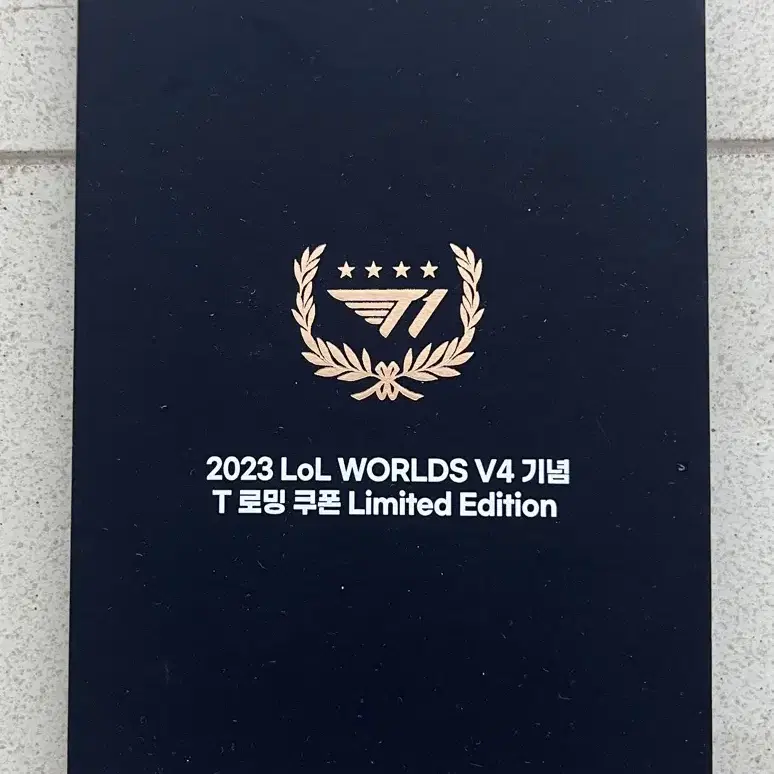 T1
2023 LoL WORLDS V4 기념
T 로밍 쿠폰 Limited Edition